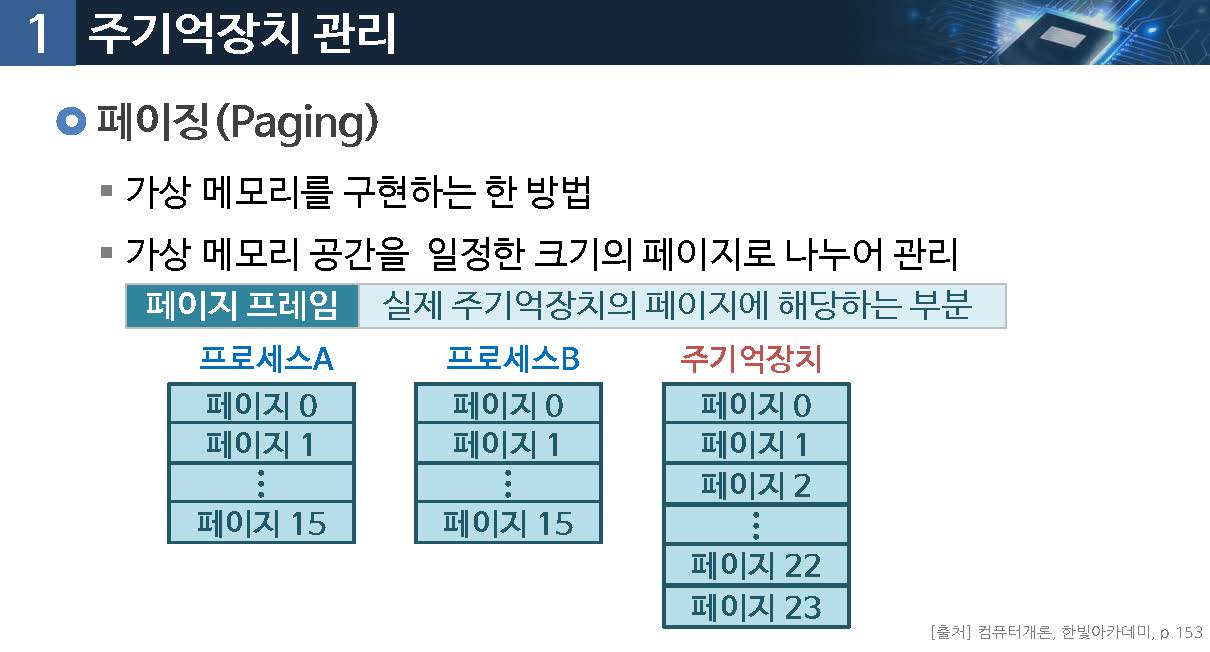 1 주기억장치 관리
페이징(Paging)
가상 메모리를 구현하는 한 방법
가상 메모리 공간을 일정한 크기의 페이지로 나누어 관리
페이지 프레임 실제 주기억장치의 페이지에 해당하는 부분
프로세스A
페이지 0
페이지 1
⋮
페이지 15
프로세스B
페이지 0
페이지 1
⋮
페이지 15
주기억장치
페이지 0
페이지 1
페이지 2
⋮
페이지 22
페이지 23
[출처] 컴퓨터개론, 한빛아카데미, p.153